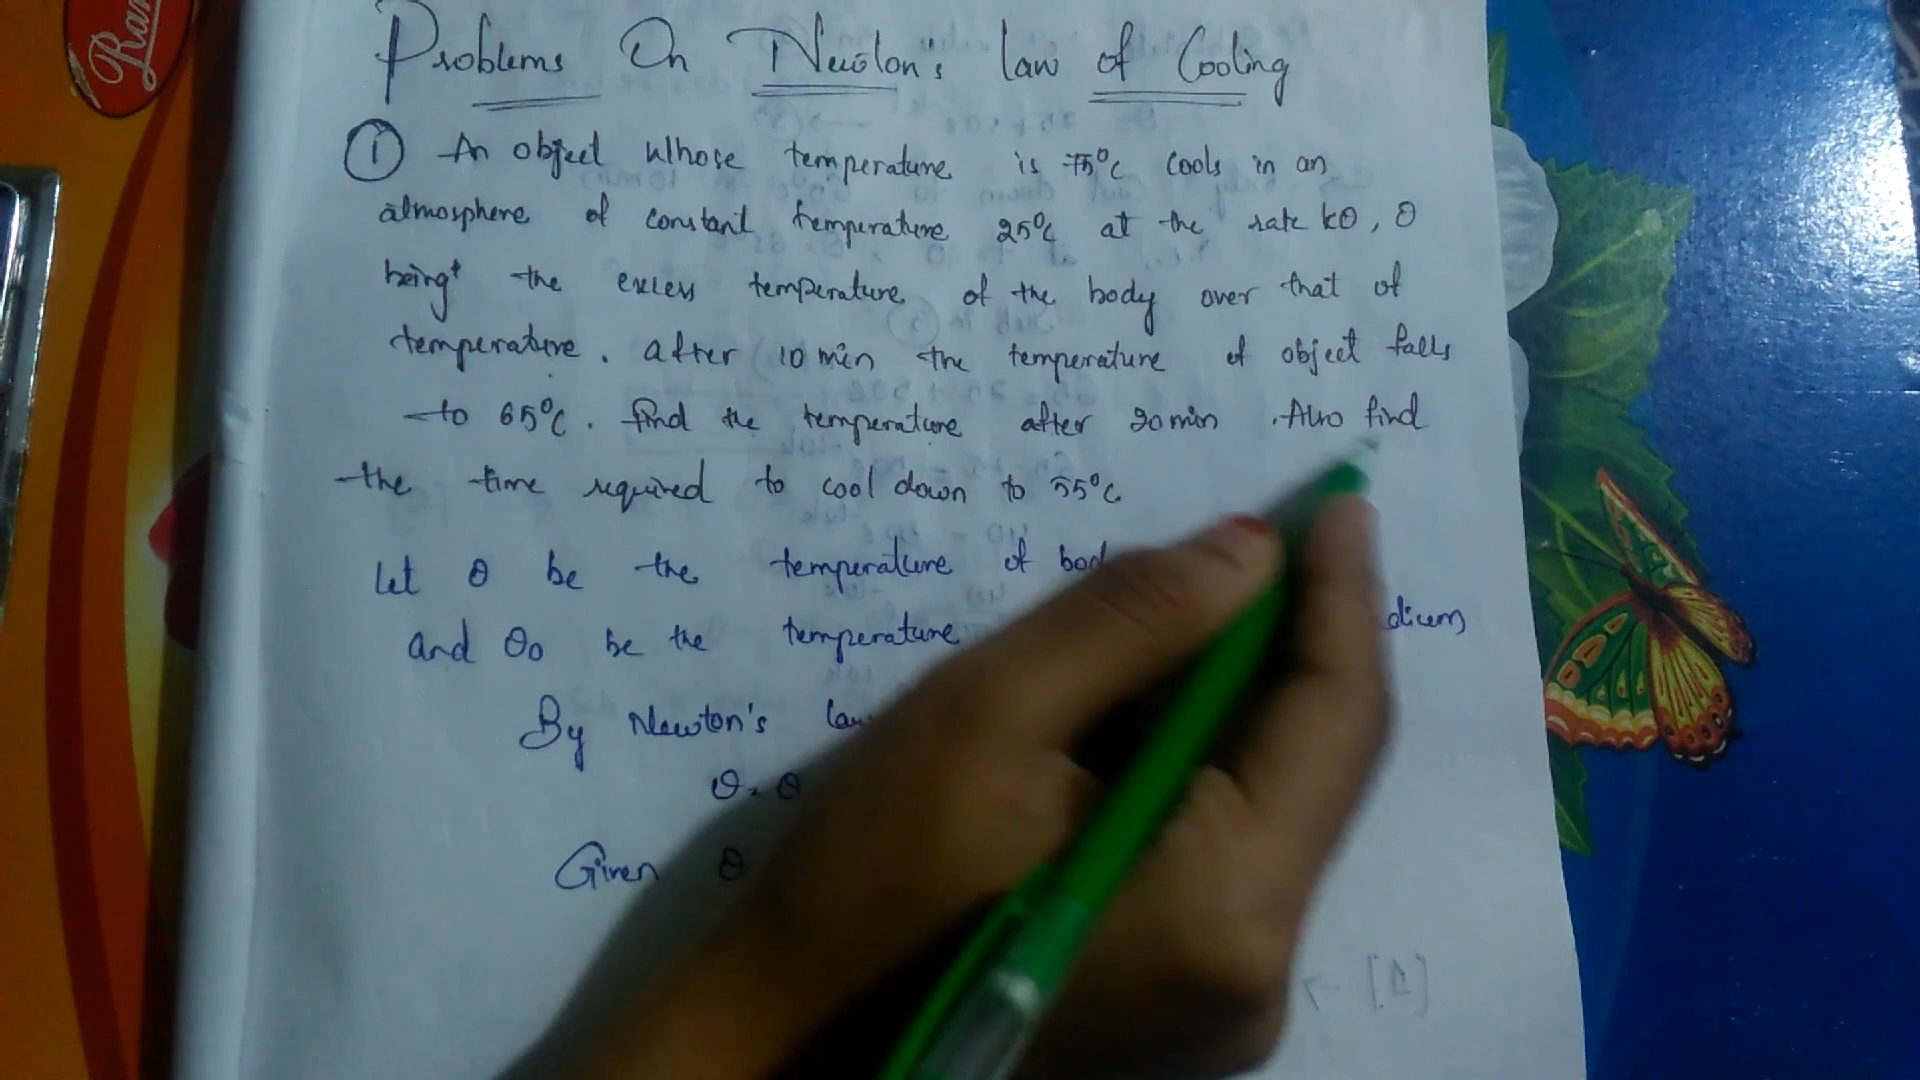 Ran
Problems On Newton's law of Cooling
① An object Whose temperature is 75°C cools in an
atmosphere of constant temperature 25°C at the rate kθ, θ
being the excess temperature of the body over that of
temperature. After 10 min the temperature of object falls
to 65°C. find the temperature after 20 min. Also find
the time required to cool down to 55°C
Let θ be the temperature of bod
and θ0 be the temperature dium
By Newton's law
θ = θ
Given θ